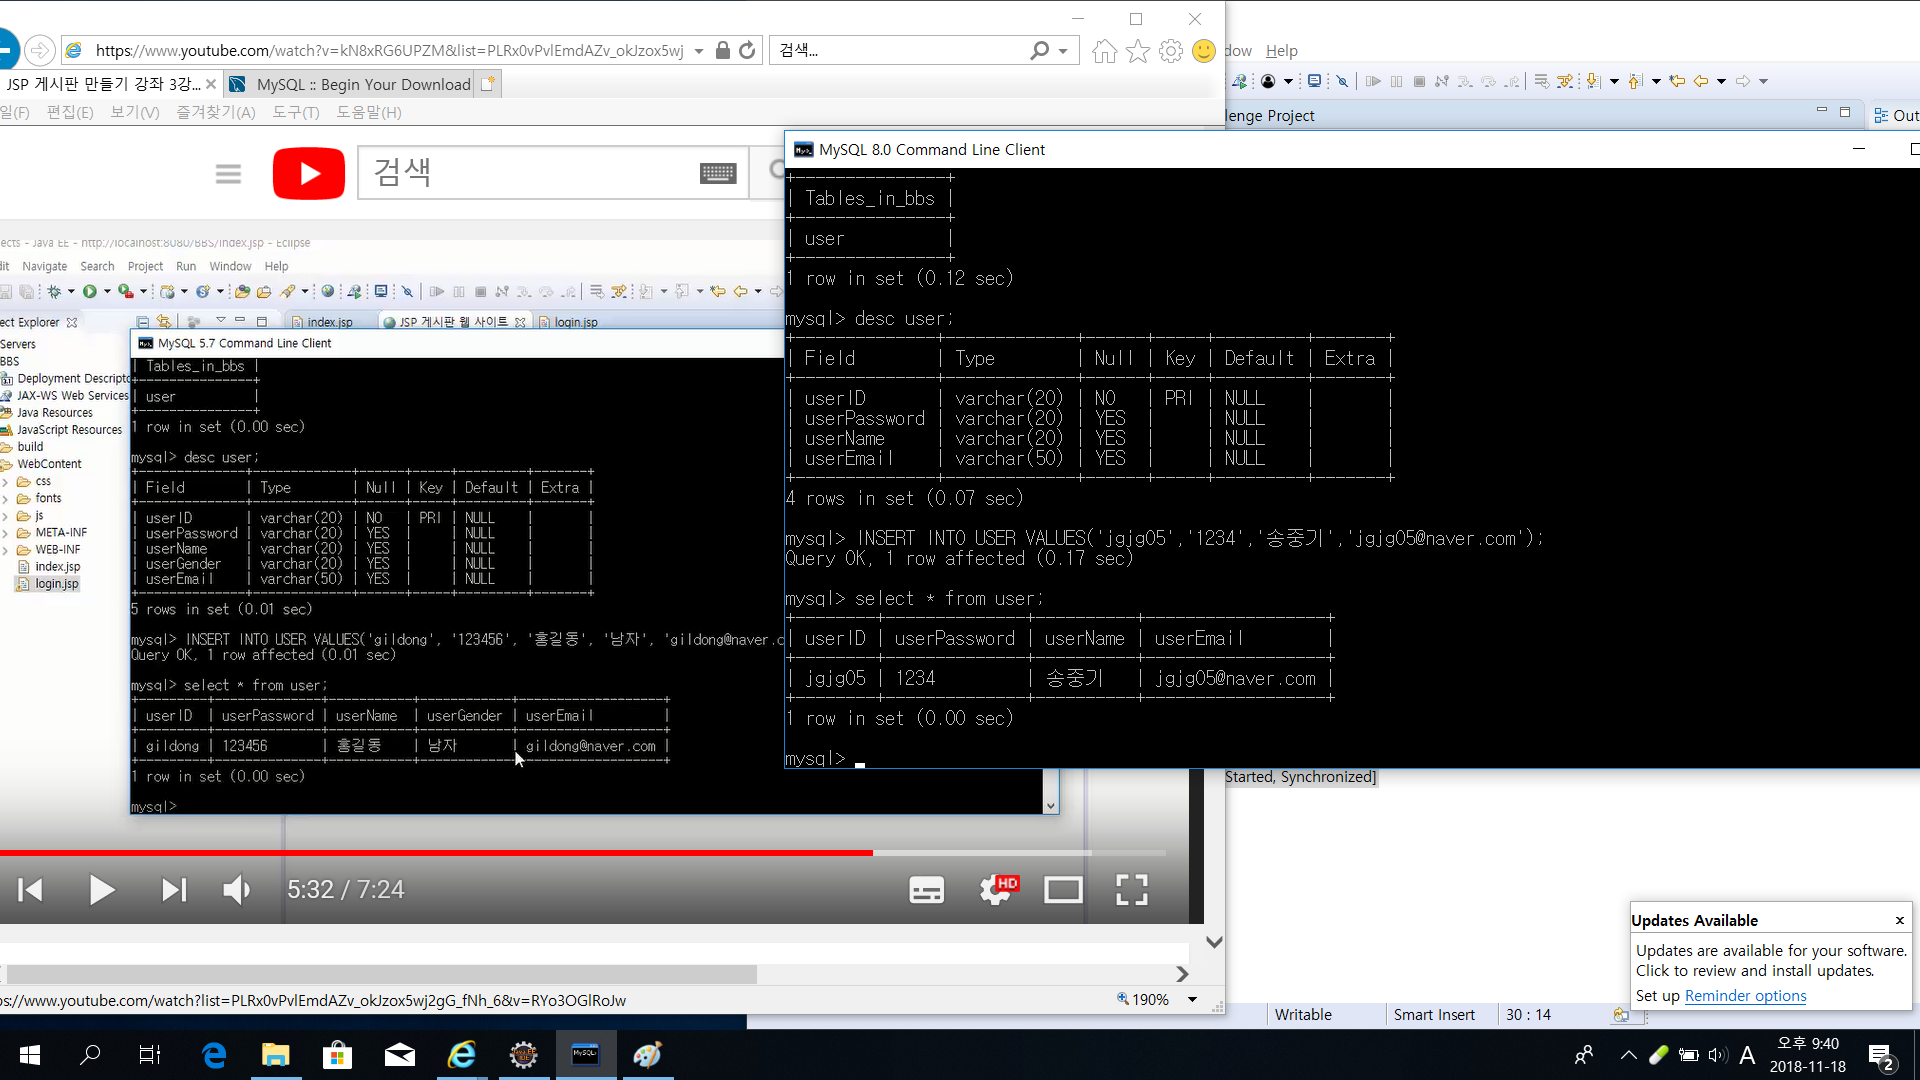 https://www.youtube.com/watch?v=kN8xRG6UPZM&list=PLRx0vPvlEmdAZv_okJzox5wj
검색...
JSP 게시판 만들기 강좌 3강...
MySQL :: Begin Your Download
일(F) 편집(E) 보기(V) 즐겨찾기(A) 도구(T) 도움말(H)
검색
ects - Java EE - http://localhost:8080/BBS/index.jsp - Eclipse
dit Navigate Search Project Run Window Help
ect Explorer
index.jsp
JSP 게시판 웹 사이트
login.jsp
Servers
BBS
Deployment Descripto
JAX-WS Web Services
Java Resources
JavaScript Resources
build
WebContent
css
fonts
js
META-INF
WEB-INF
index.jsp
login.jsp
MySQL 5.7 Command Line Client
| Tables_in_bbs |
+---------------+
| user          |
+---------------+
1 row in set (0.00 sec)
mysql> desc user;
+--------------+-------------+------+-----+---------+-------+
| Field        | Type        | Null | Key | Default | Extra |
+--------------+-------------+------+-----+---------+-------+
| userID       | varchar(20) | NO   | PRI | NULL    |       |
| userPassword | varchar(20) | YES  |     | NULL    |       |
| userName     | varchar(20) | YES  |     | NULL    |       |
| userGender   | varchar(20) | YES  |     | NULL    |       |
| userEmail    | varchar(50) | YES  |     | NULL    |       |
+--------------+-------------+------+-----+---------+-------+
5 rows in set (0.01 sec)
mysql> INSERT INTO USER VALUES('gildong', '123456', '홍길동', '남자', 'gildong@naver.c
Query OK, 1 row affected (0.01 sec)
mysql> select * from user;
+---------+--------------+-----------+------------+-------------------+
| userID  | userPassword | userName  | userGender | userEmail         |
+---------+--------------+-----------+------------+-------------------+
| gildong | 123456       | 홍길동    | 남자       | gildong@naver.com |
+---------+--------------+-----------+------------+-------------------+
1 row in set (0.00 sec)
mysql>
5:32 / 7:24
HD
ps://www.youtube.com/watch?list=PLRx0vPvlEmdAZv_okJzox5wj2gG_fNh_6&v=RYo3OGlRoJw
190%
dow Help
lenge Project
Out
MySQL 8.0 Command Line Client
+---------------+
| Tables_in_bbs |
+---------------+
| user          |
+---------------+
1 row in set (0.12 sec)
mysql> desc user;
+--------------+-------------+------+-----+---------+-------+
| Field        | Type        | Null | Key | Default | Extra |
+--------------+-------------+------+-----+---------+-------+
| userID       | varchar(20) | NO   | PRI | NULL    |       |
| userPassword | varchar(20) | YES  |     | NULL    |       |
| userName     | varchar(20) | YES  |     | NULL    |       |
| userEmail    | varchar(50) | YES  |     | NULL    |       |
+--------------+-------------+------+-----+---------+-------+
4 rows in set (0.07 sec)
mysql> INSERT INTO USER VALUES('jgjg05','1234','송중기','jgjg05@naver.com');
Query OK, 1 row affected (0.17 sec)
mysql> select * from user;
+--------+--------------+----------+------------------+
| userID | userPassword | userName | userEmail        |
+--------+--------------+----------+------------------+
| jgjg05 | 1234         | 송중기   | jgjg05@naver.com |
+--------+--------------+----------+------------------+
1 row in set (0.00 sec)
mysql>
Started, Synchronized]
Updates Available
Updates are available for your software.
Click to review and install updates.
Set up Reminder options
Writable
Smart Insert
30 : 14
A
오후 9:40
2018-11-18
2